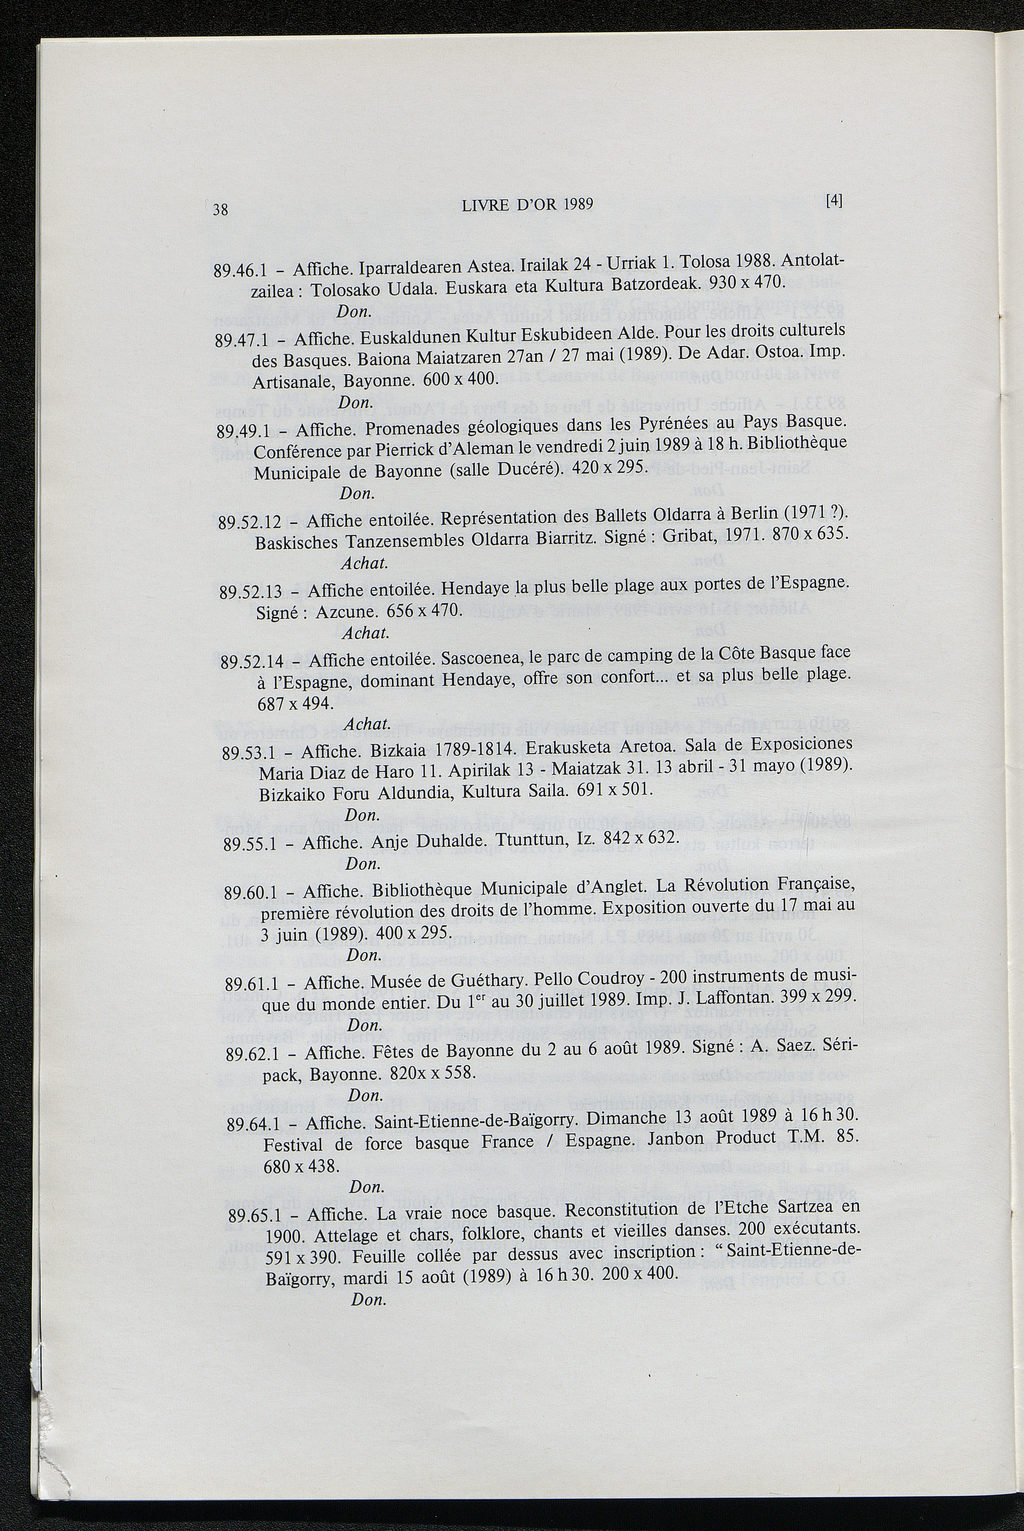 38 LIVRE D'OR 1989 [4]
89.46.1 – Affiche. Iparraldearen Astea. Irailak 24 - Urriak 1. Tolosa 1988. Antolat-
zailea : Tolosako Udala. Euskara eta Kultura Batzordeak. 930 x 470.
Don.
89.47.1 – Affiche. Euskaldunen Kultur Eskubideen Alde. Pour les droits culturels
des Basques. Baiona Maiatzaren 27an / 27 mai (1989). De Adar. Ostoa. Imp.
Artisanale, Bayonne. 600 x 400.
Don.
89.49.1 – Affiche. Promenades géologiques dans les Pyrénées au Pays Basque.
Conférence par Pierrick d'Aleman le vendredi 2 juin 1989 à 18 h. Bibliothèque
Municipale de Bayonne (salle Ducéré). 420 x 295.
Don.
89.52.12 – Affiche entoilée. Représentation des Ballets Oldarra à Berlin (1971 ?).
Baskisches Tanzensembles Oldarra Biarritz. Signé : Gribat, 1971. 870 x 635.
Achat.
89.52.13 – Affiche entoilée. Hendaye la plus belle plage aux portes de l'Espagne.
Signé : Azcune. 656 x 470.
Achat.
89.52.14 – Affiche entoilée. Sascoenea, le parc de camping de la Côte Basque face
à l'Espagne, dominant Hendaye, offre son confort... et sa plus belle plage.
687 x 494.
Achat.
89.53.1 – Affiche. Bizkaia 1789-1814. Erakusketa Aretoa. Sala de Exposiciones
Maria Diaz de Haro 11. Apirilak 13 - Maiatzak 31. 13 abril - 31 mayo (1989).
Bizkaiko Foru Aldundia, Kultura Saila. 691 x 501.
Don.
89.55.1 – Affiche. Anje Duhalde. Ttunttun, Iz. 842 x 632.
Don.
89.60.1 – Affiche. Bibliothèque Municipale d'Anglet. La Révolution Française,
première révolution des droits de l'homme. Exposition ouverte du 17 mai au
3 juin (1989). 400 x 295.
Don.
89.61.1 – Affiche. Musée de Guéthary. Pello Coudroy - 200 instruments de musi-
que du monde entier. Du 1er au 30 juillet 1989. Imp. J. Laffontan. 399 x 299.
Don.
89.62.1 – Affiche. Fêtes de Bayonne du 2 au 6 août 1989. Signé : A. Saez. Séri-
pack, Bayonne. 820x x 558.
Don.
89.64.1 – Affiche. Saint-Etienne-de-Baïgorry. Dimanche 13 août 1989 à 16 h 30.
Festival de force basque France / Espagne. Janbon Product T.M. 85.
680 x 438.
Don.
89.65.1 – Affiche. La vraie noce basque. Reconstitution de l'Etche Sartzea en
1900. Attelage et chars, folklore, chants et vieilles danses. 200 exécutants.
591 x 390. Feuille collée par dessus avec inscription : " Saint-Etienne-de-
Baïgorry, mardi 15 août (1989) à 16 h 30. 200 x 400.
Don.